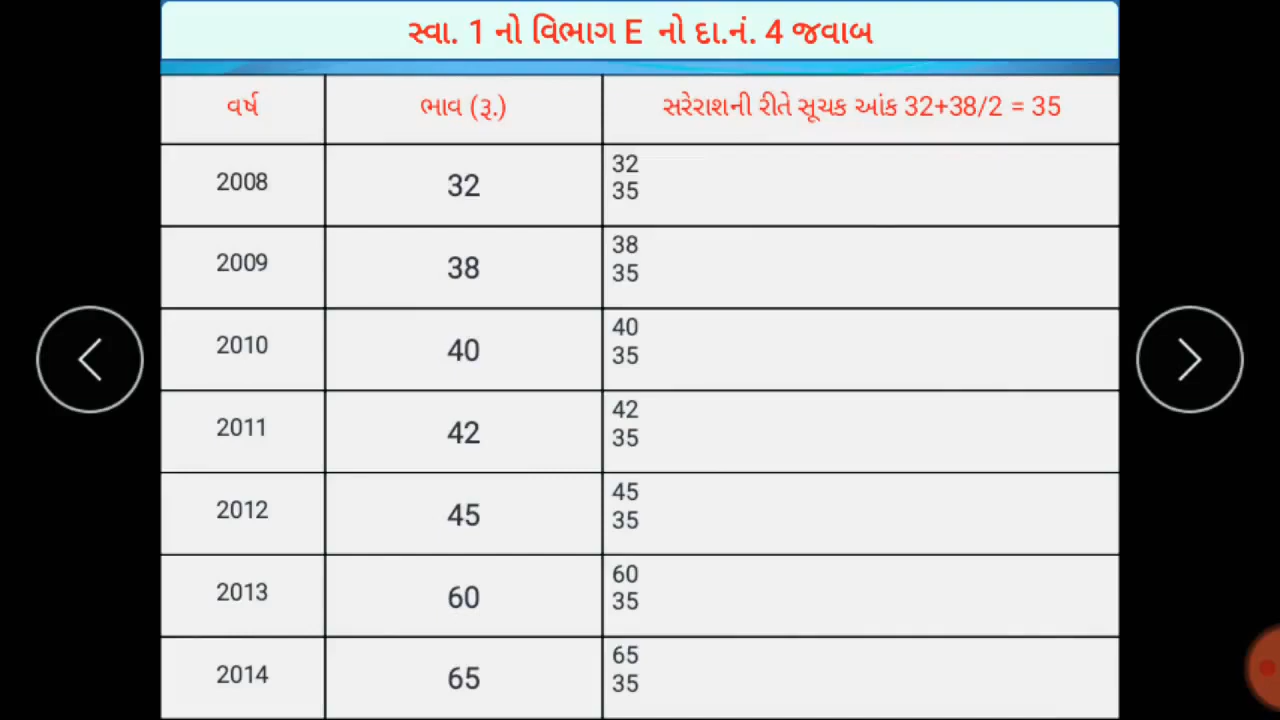 સ્વા. 1 નો વિભાગ E નો દા.નં. 4 જવાબ
વર્ષ ભાવ (રૂ.) સરેરાશની રીતે સૂચક આંક 32+38/2 = 35
2008 32 32
35
2009 38 38
35
2010 40 40
35
2011 42 42
35
2012 45 45
35
2013 60 60
35
2014 65 65
35